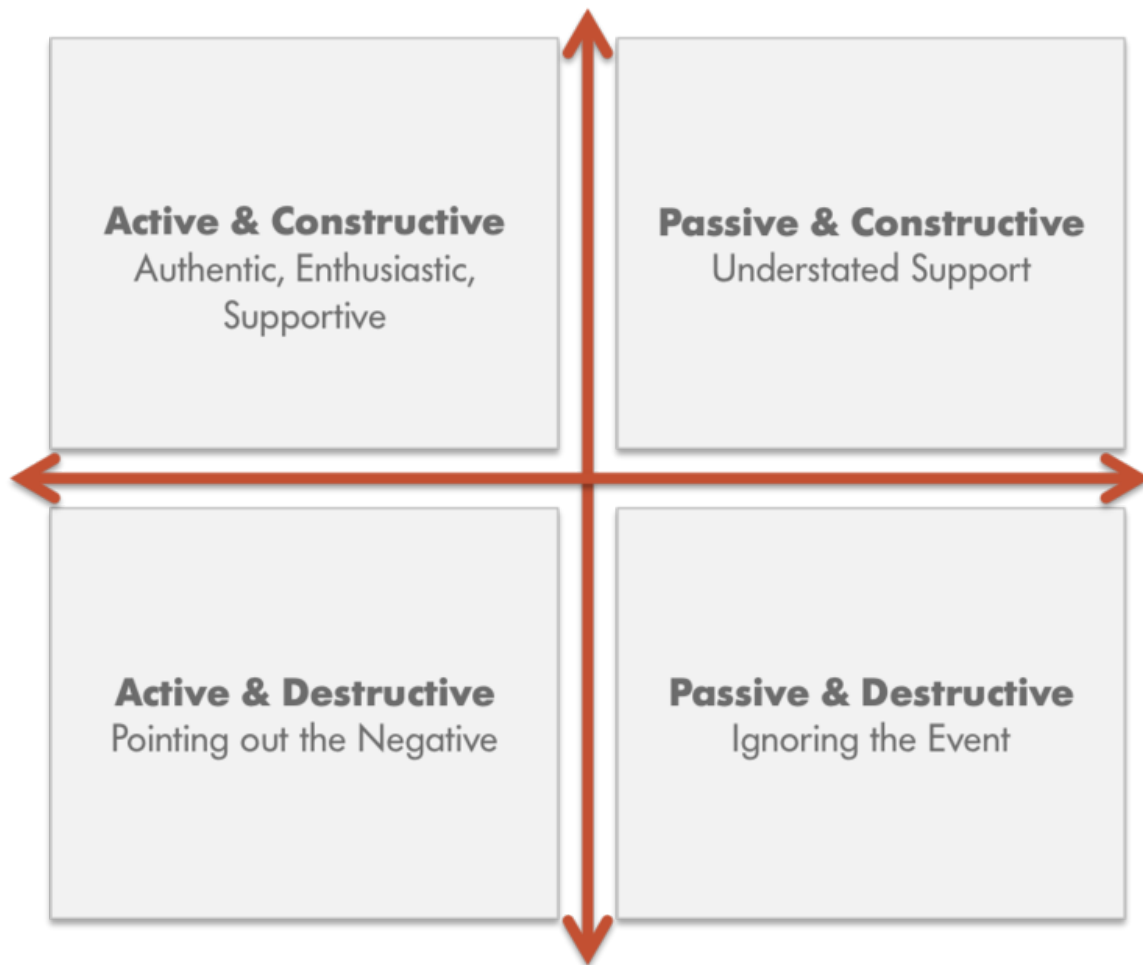 Active & Constructive
Authentic, Enthusiastic,
Supportive
Passive & Constructive
Understated Support
Active & Destructive
Pointing out the Negative
Passive & Destructive
Ignoring the Event